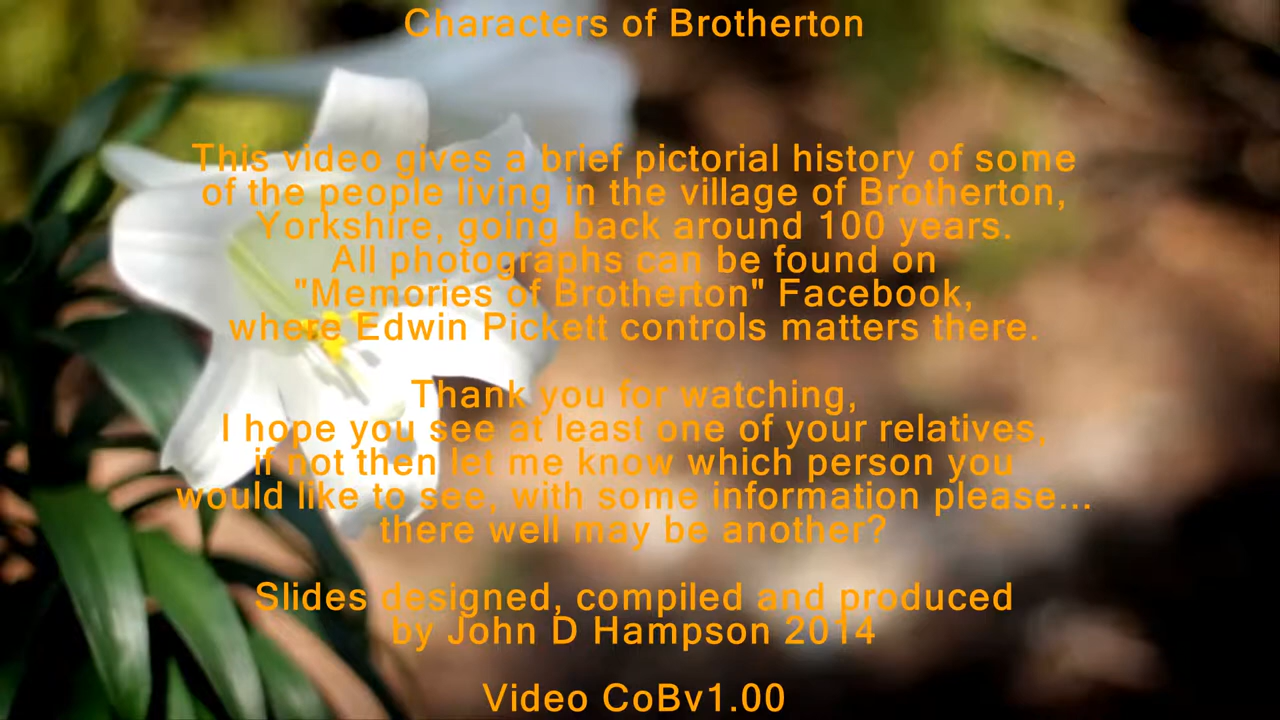 Characters of Brotherton
This video gives a brief pictorial history of some
of the people living in the village of Brotherton,
Yorkshire, going back around 100 years.
All photographs can be found on
"Memories of Brotherton" Facebook,
where Edwin Pickett controls matters there.
Thank you for watching,
I hope you see at least one of your relatives,
if not then let me know which person you
would like to see, with some information please...
there well may be another?
Slides designed, compiled and produced
by John D Hampson 2014
Video CoBv1.00